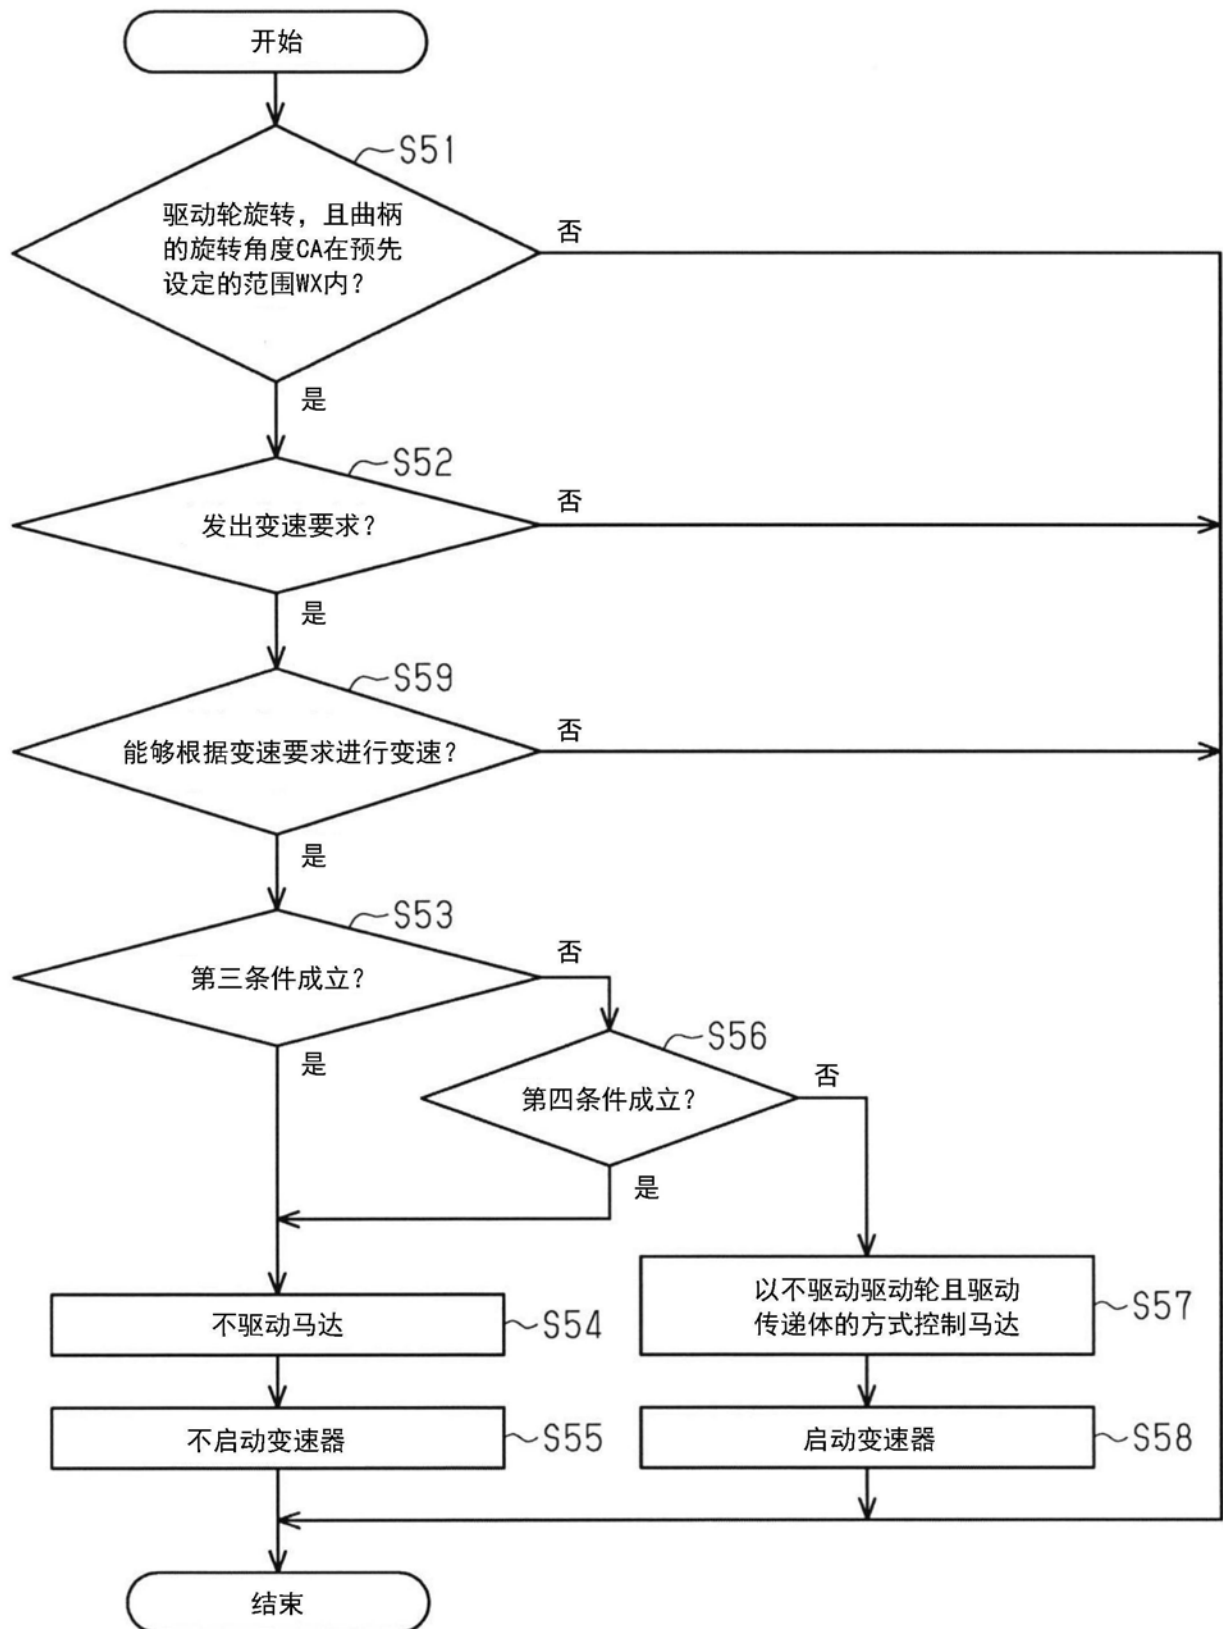 开始
S51
驱动轮旋转，且曲柄
的旋转角度CA在预先
设定的范围WX内？
否
是
S52
发出变速要求？
否
是
S59
能够根据变速要求进行变速？
否
是
S53
第三条件成立？
否
是
S56
第四条件成立？
否
是
不驱动马达
S54
以不驱动驱动轮且驱动
传递体的方式控制马达
S57
不启动变速器
S55
启动变速器
S58
结束